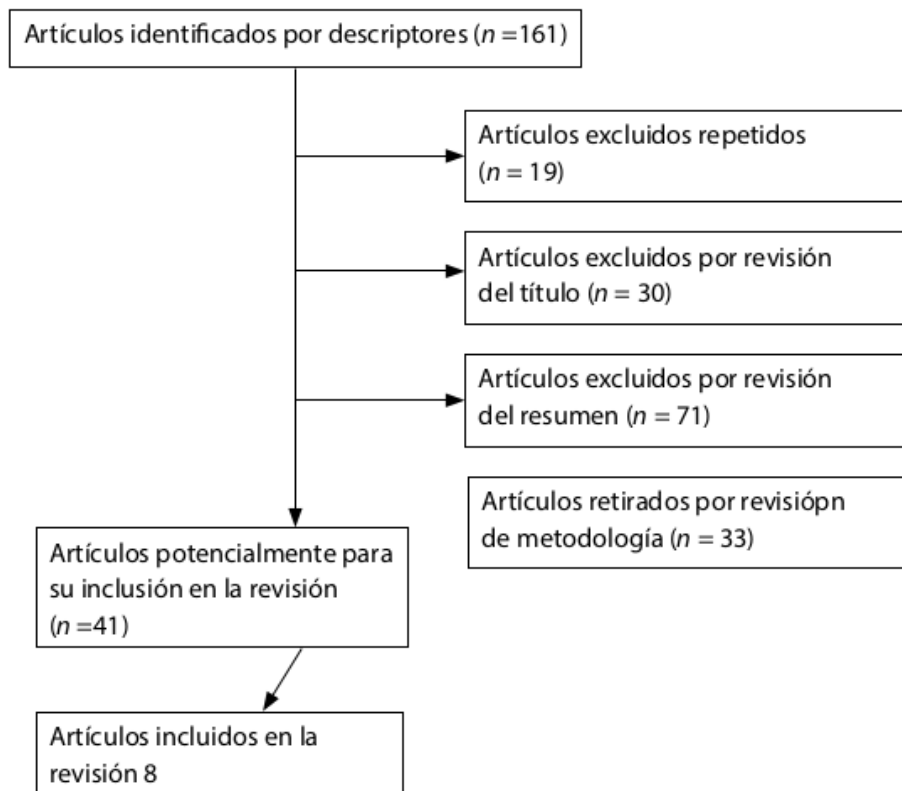 Artículos identificados por descriptores (n =161)
Artículos excluidos repetidos
(n = 19)
Artículos excluidos por revisión
del título (n = 30)
Artículos excluidos por revisión
del resumen (n = 71)
Artículos retirados por revisiópn
de metodología (n = 33)
Artículos potencialmente para
su inclusión en la revisión
(n =41)
Artículos incluidos en la
revisión 8